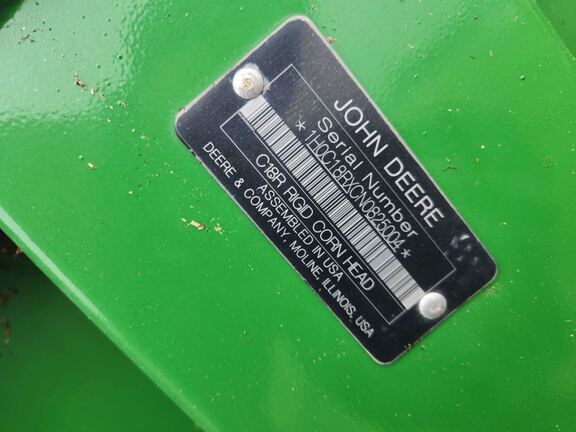 JOHN DEERE
Serial Number
*1H0C18RXCN0825004*
C18R RIGID CORN HEAD
ASSEMBLED IN USA
DEERE & COMPANY, MOLINE, ILLINOIS, USA